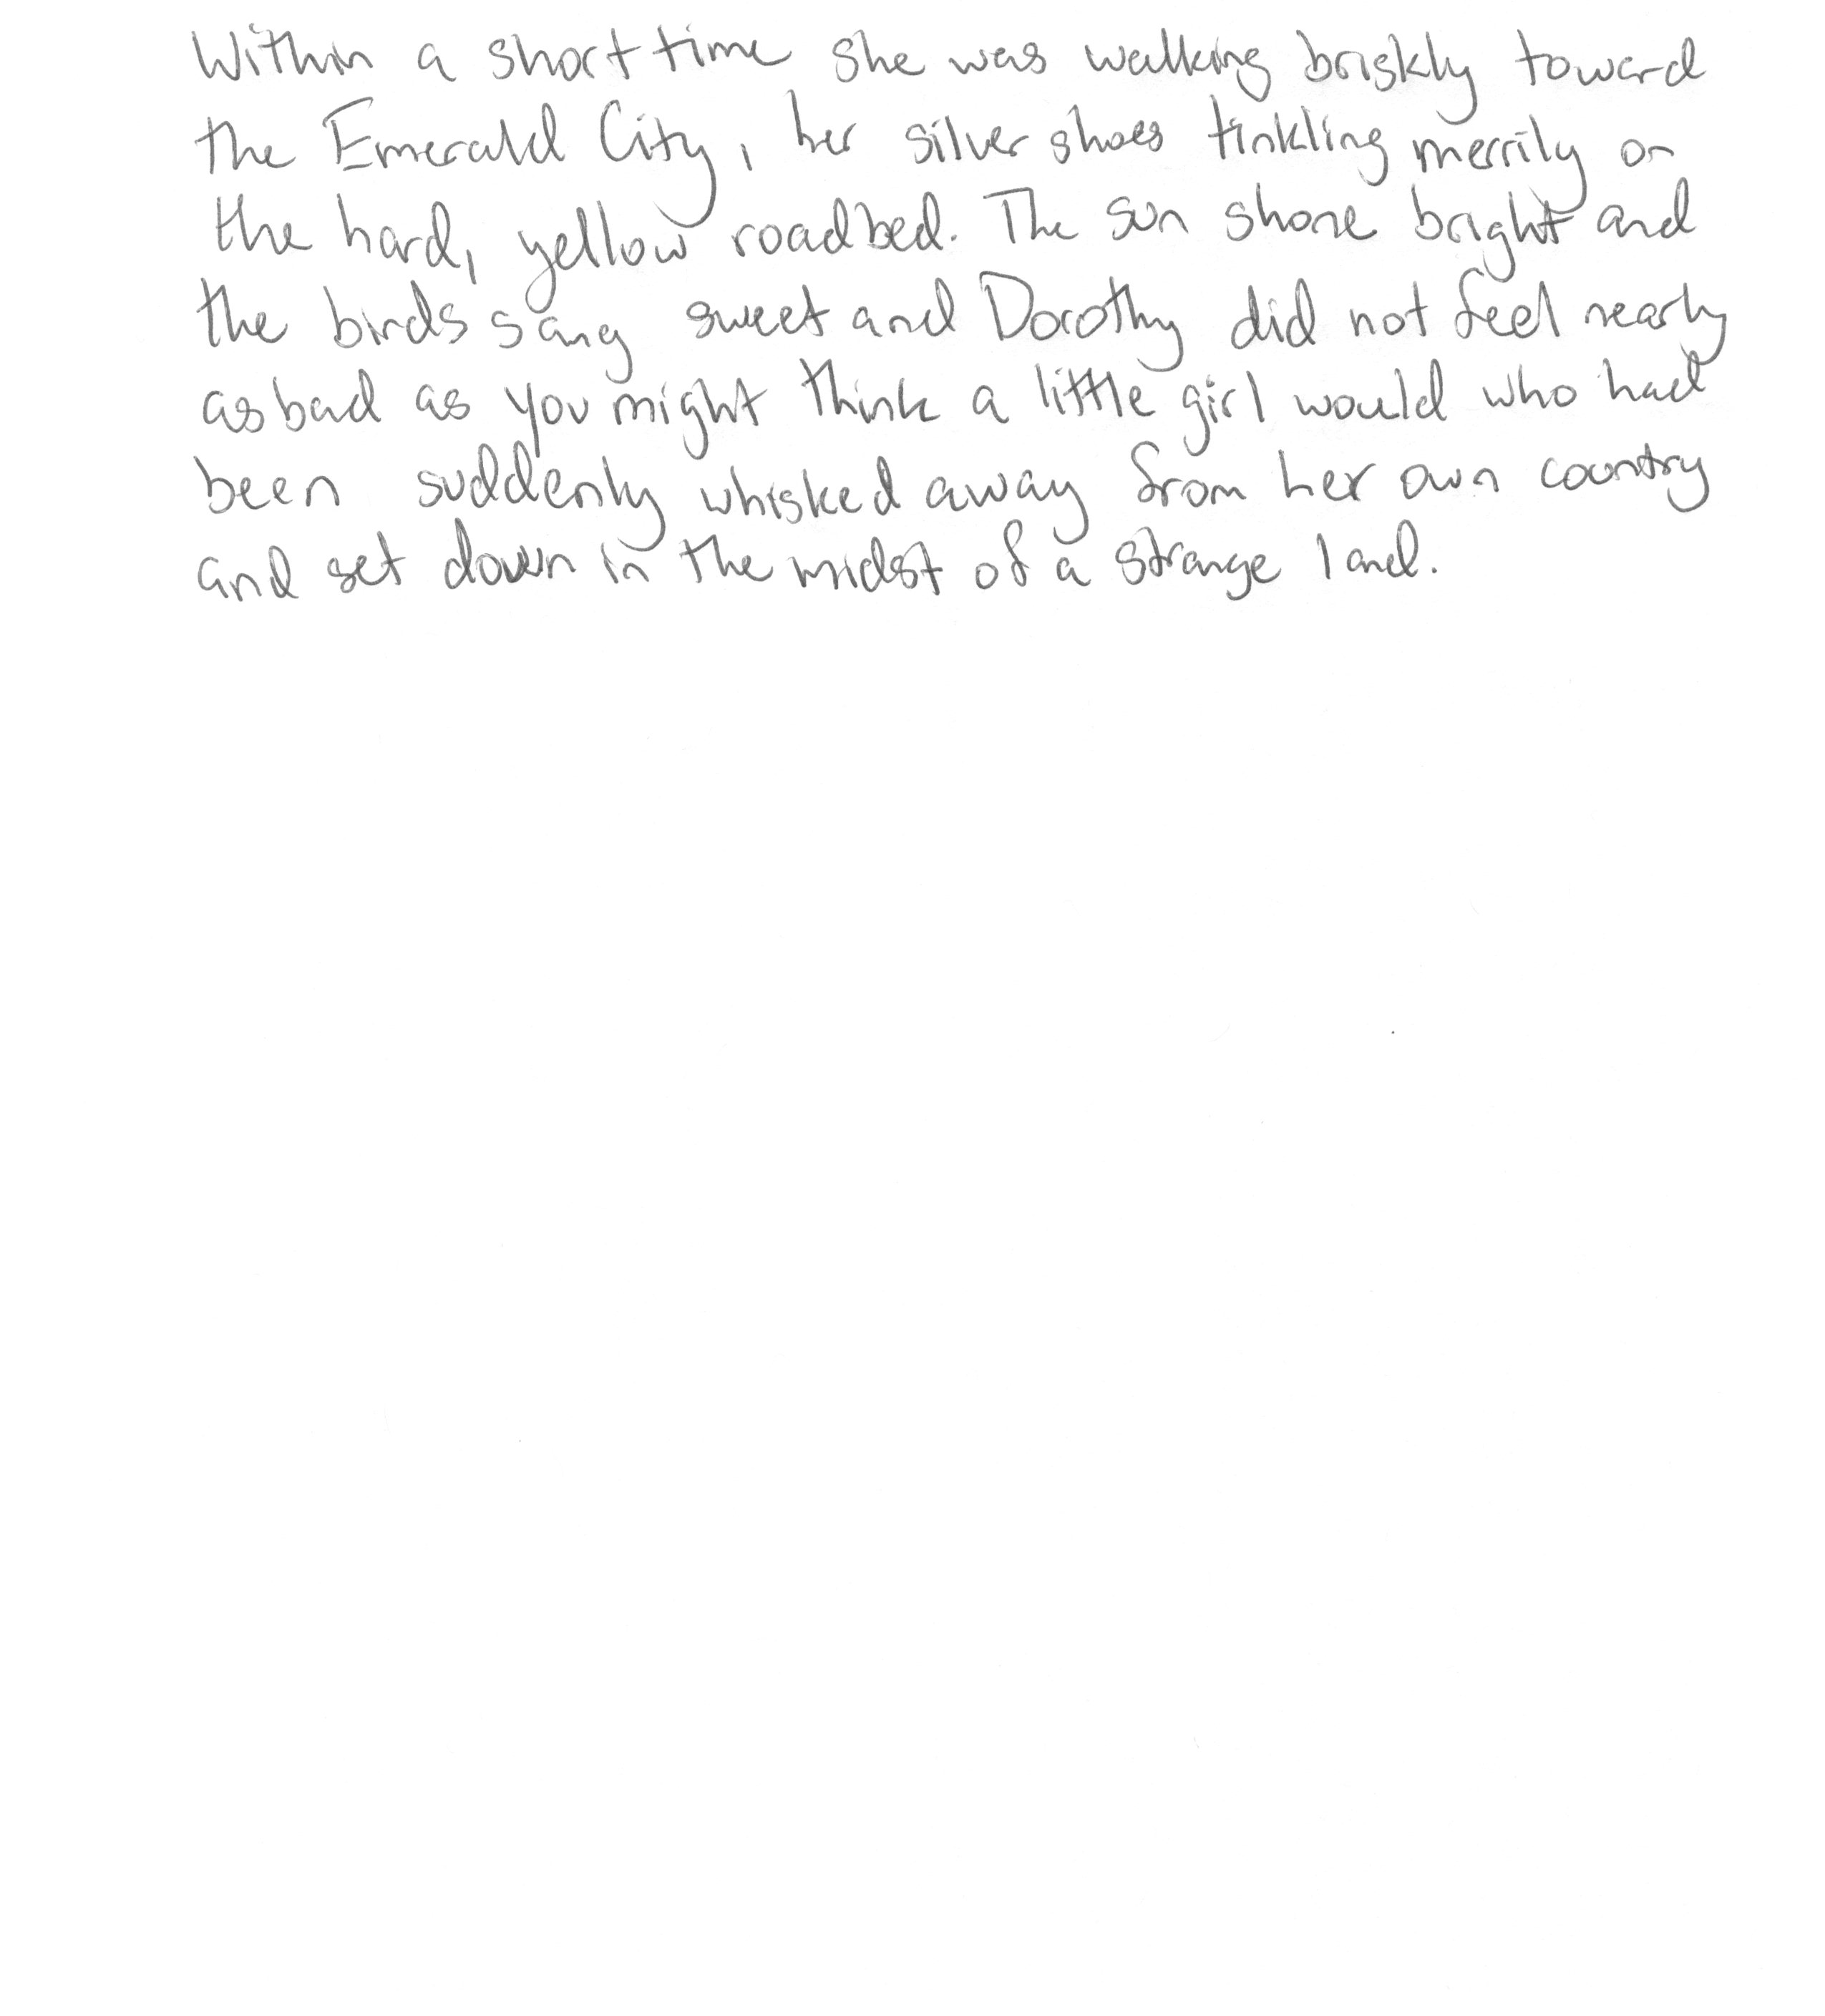 Within a short time she was walking briskly toward
the Emerald City, her silver shoes tinkling merrily on
the hard, yellow roadbed. The sun shone bright and
the birds sang sweet and Dorothy did not feel nearly
as bad as you might think a little girl would who had
been suddenly whisked away from her own country
and set down in the midst of a strange land.